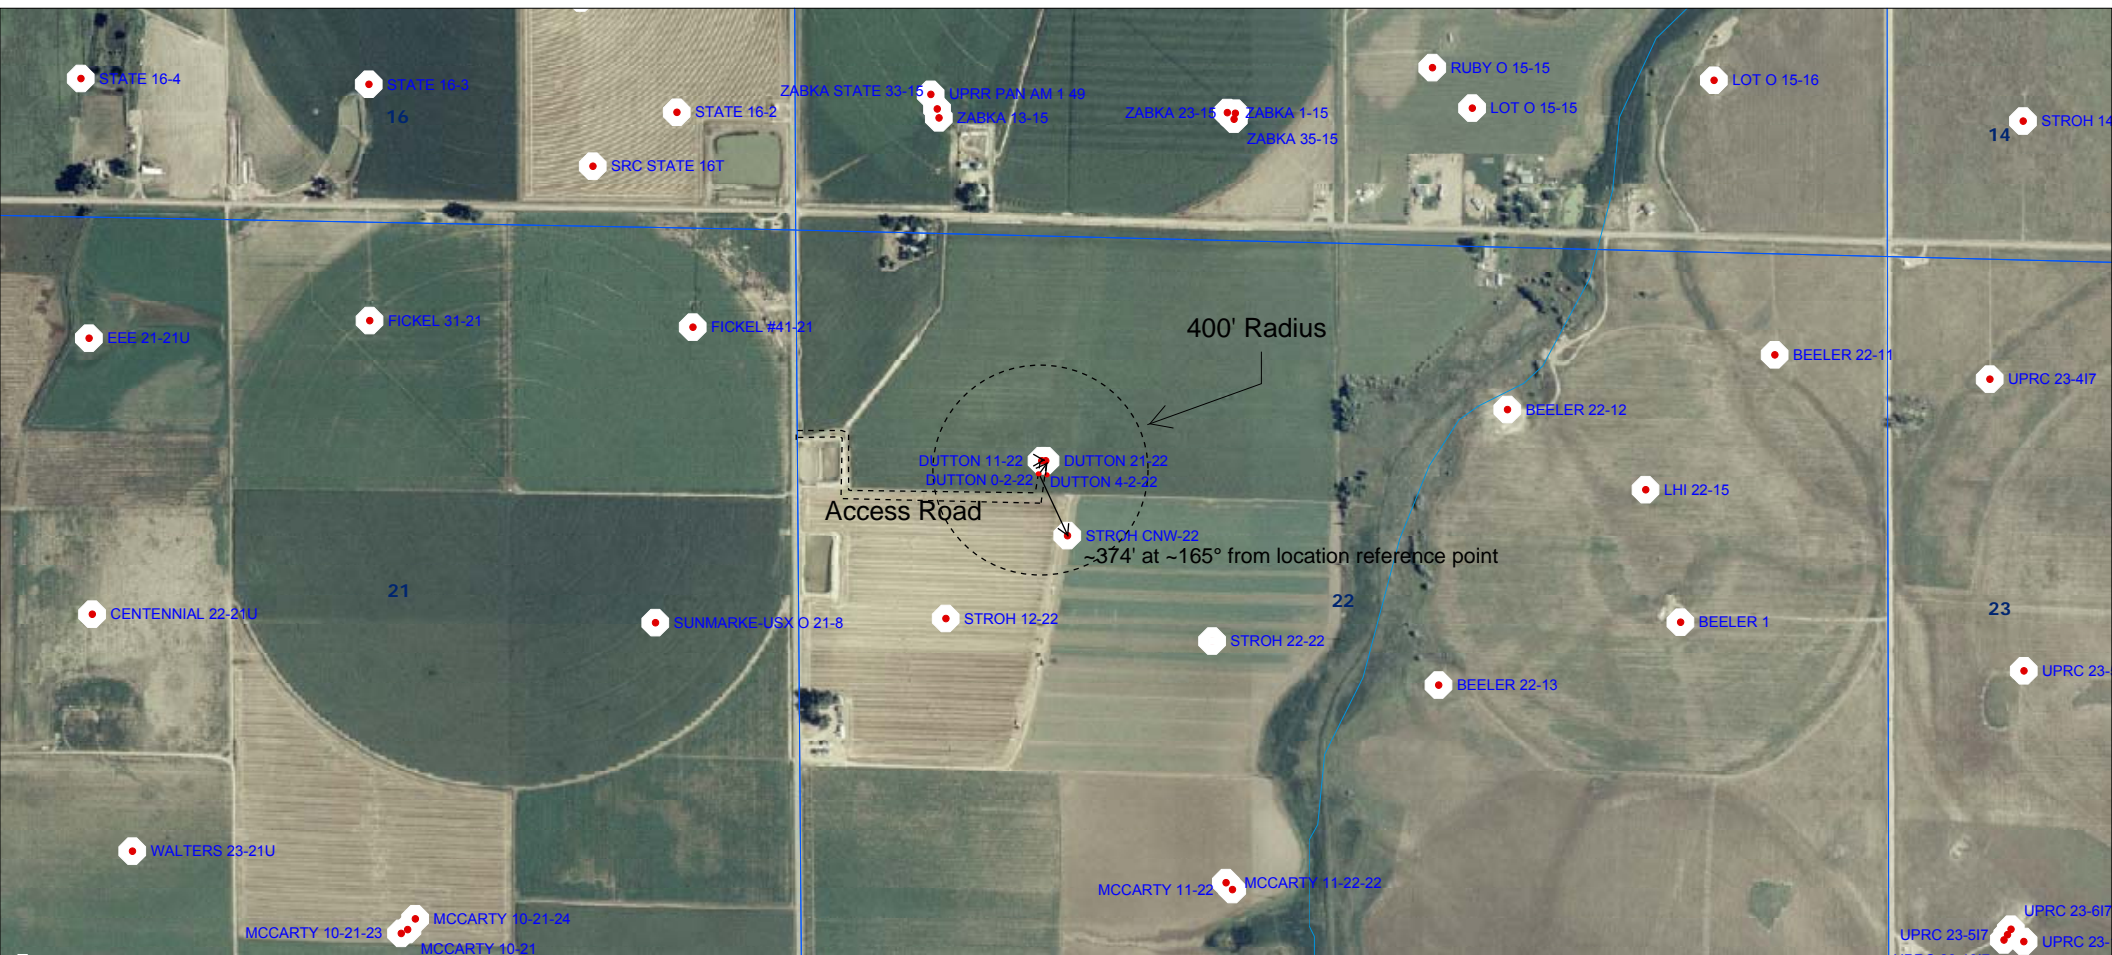 RUBY O 15-15
STATE 16-4
STATE 16-3
ZABKA STATE 33-15
UPRR PAN AM 1 49
LOT O 15-16
STATE 16-2
16
ZABKA 13-15
ZABKA 23-15
ZABKA 1-15
LOT O 15-15
STROH 14
14
ZABKA 35-15
SRC STATE 16T
FICKEL 31-21
FICKEL #41-21
400' Radius
EEE 21-21U
BEELER 22-11
UPRC 23-4I7
BEELER 22-12
DUTTON 11-22
DUTTON 21-22
DUTTON 0-2-22
DUTTON 4-2-22
LHI 22-15
Access Road
STROH CNW-22
~374' at ~165° from location reference point
21
22
23
CENTENNIAL 22-21U
SUNMARKE-USX O 21-8
STROH 12-22
BEELER 1
STROH 22-22
UPRC 23-
BEELER 22-13
WALTERS 23-21U
MCCARTY 11-22
MCCARTY 11-22-22
MCCARTY 10-21-24
MCCARTY 10-21-23
MCCARTY 10-21
UPRC 23-6I7
UPRC 23-5I7
UPRC 23-